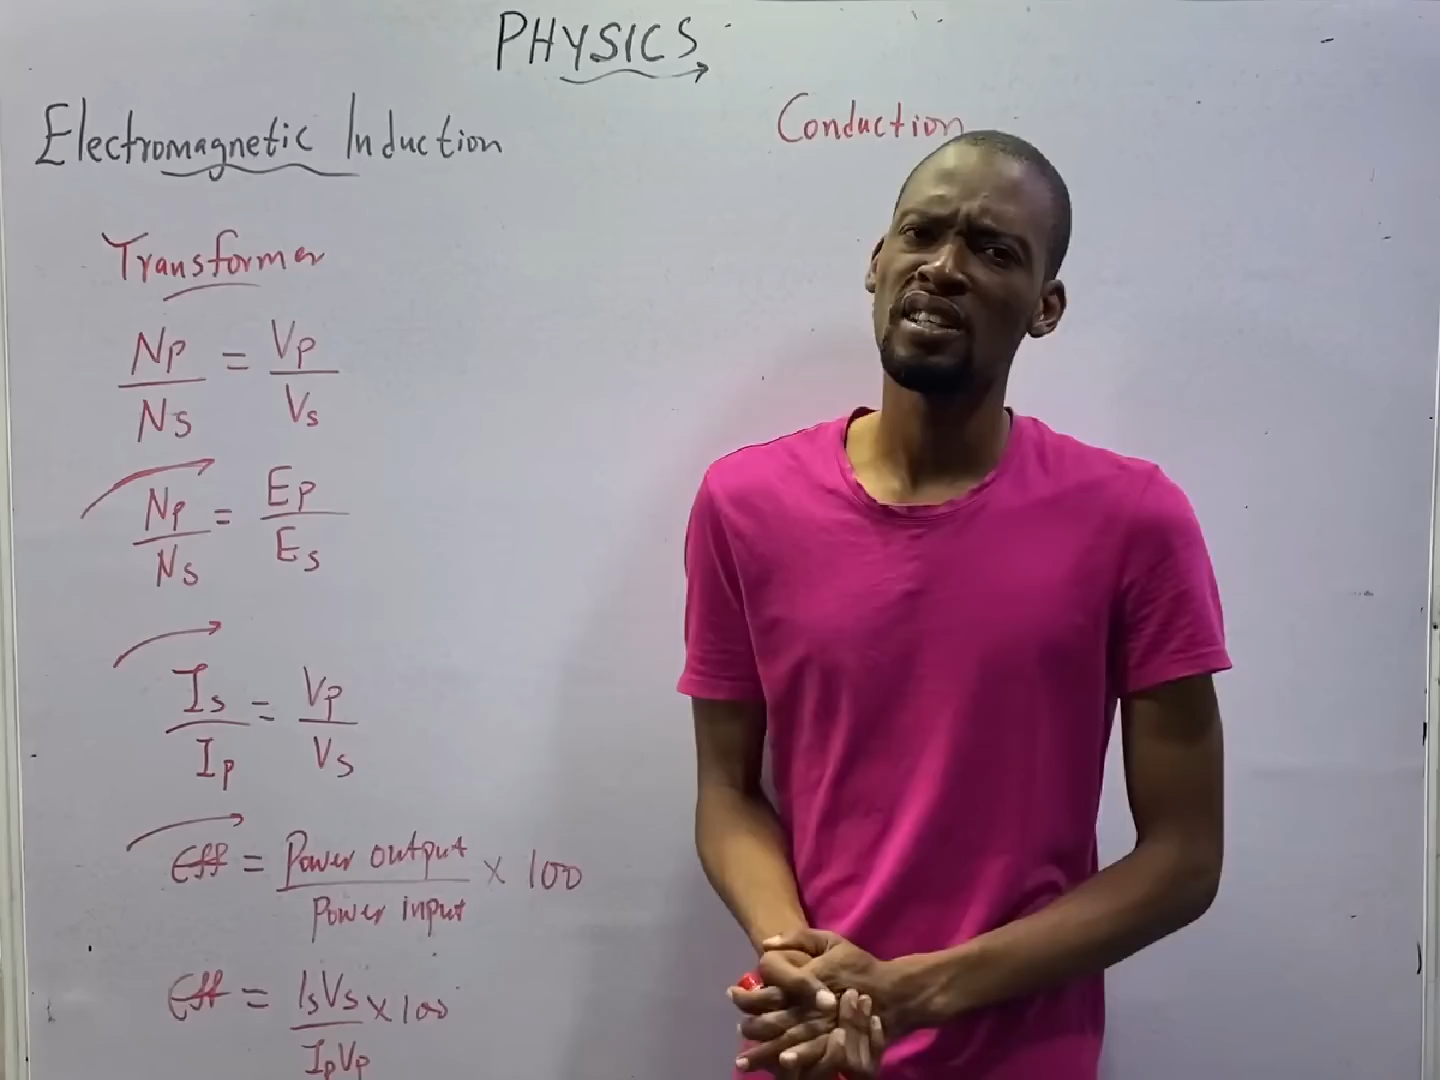 PHYSICS
Electromagnetic Induction
Conduction
Transformer
Np/Ns = Vp/Vs
Np/Ns = Ep/Es
Is/Ip = Vp/Vs
Eff = Power output/Power input × 100
Eff = IsVs/IpVp × 100